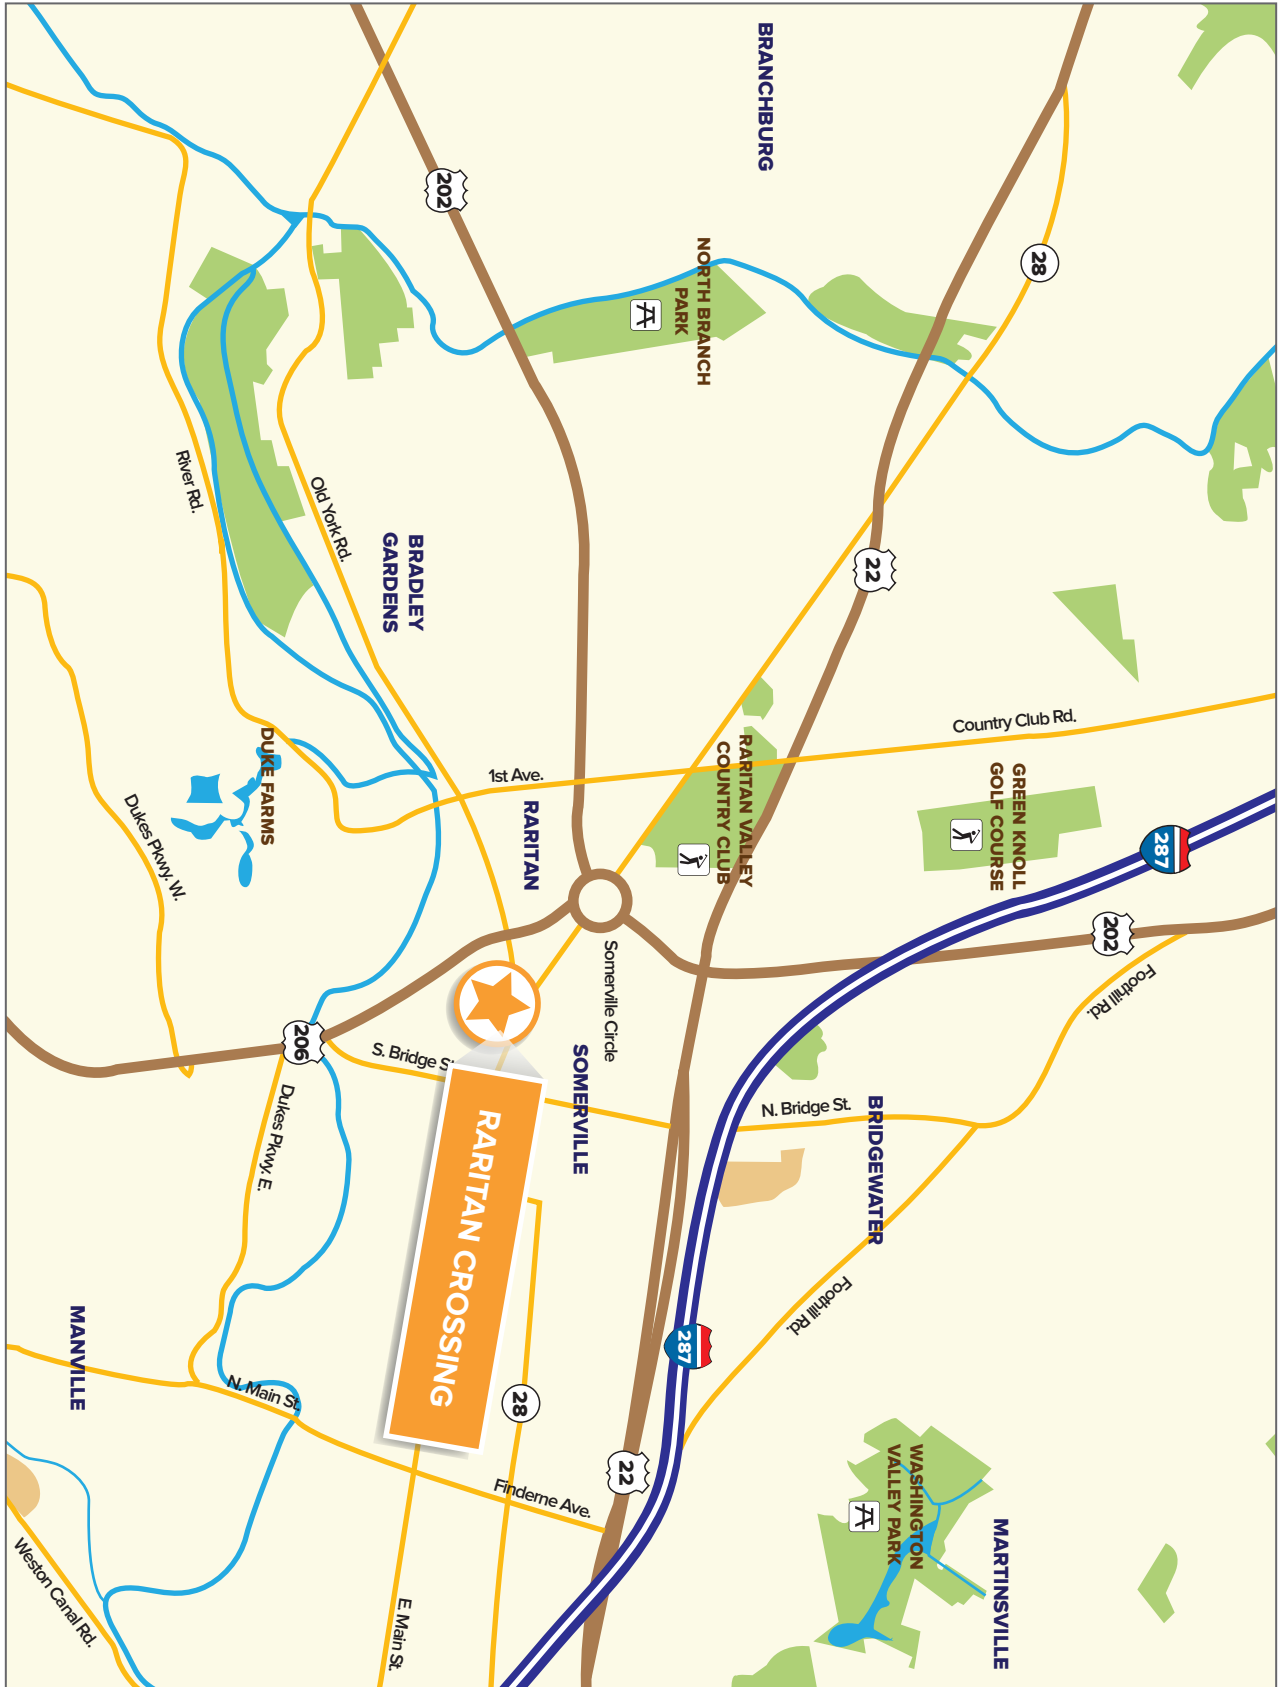 BRANCHBURG
202
28
NORTH BRANCH
PARK
River Rd.
Old York Rd.
BRADLEY
GARDENS
22
Country Club Rd.
1st Ave.
RARITAN VALLEY
COUNTRY CLUB
GREEN KNOLL
GOLF COURSE
287
202
DUKE FARMS
Dukes Pkwy. W.
RARITAN
Somerville Circle
Foothill Rd.
206
S. Bridge St
SOMERVILLE
N. Bridge St.
BRIDGEWATER
Dukes Pkwy. E.
RARITAN CROSSING
Foothill Rd.
287
MANVILLE
N. Main St.
28
22
Finderne Ave.
WASHINGTON
VALLEY PARK
MARTINSVILLE
Weston Canal Rd.
E. Main St.